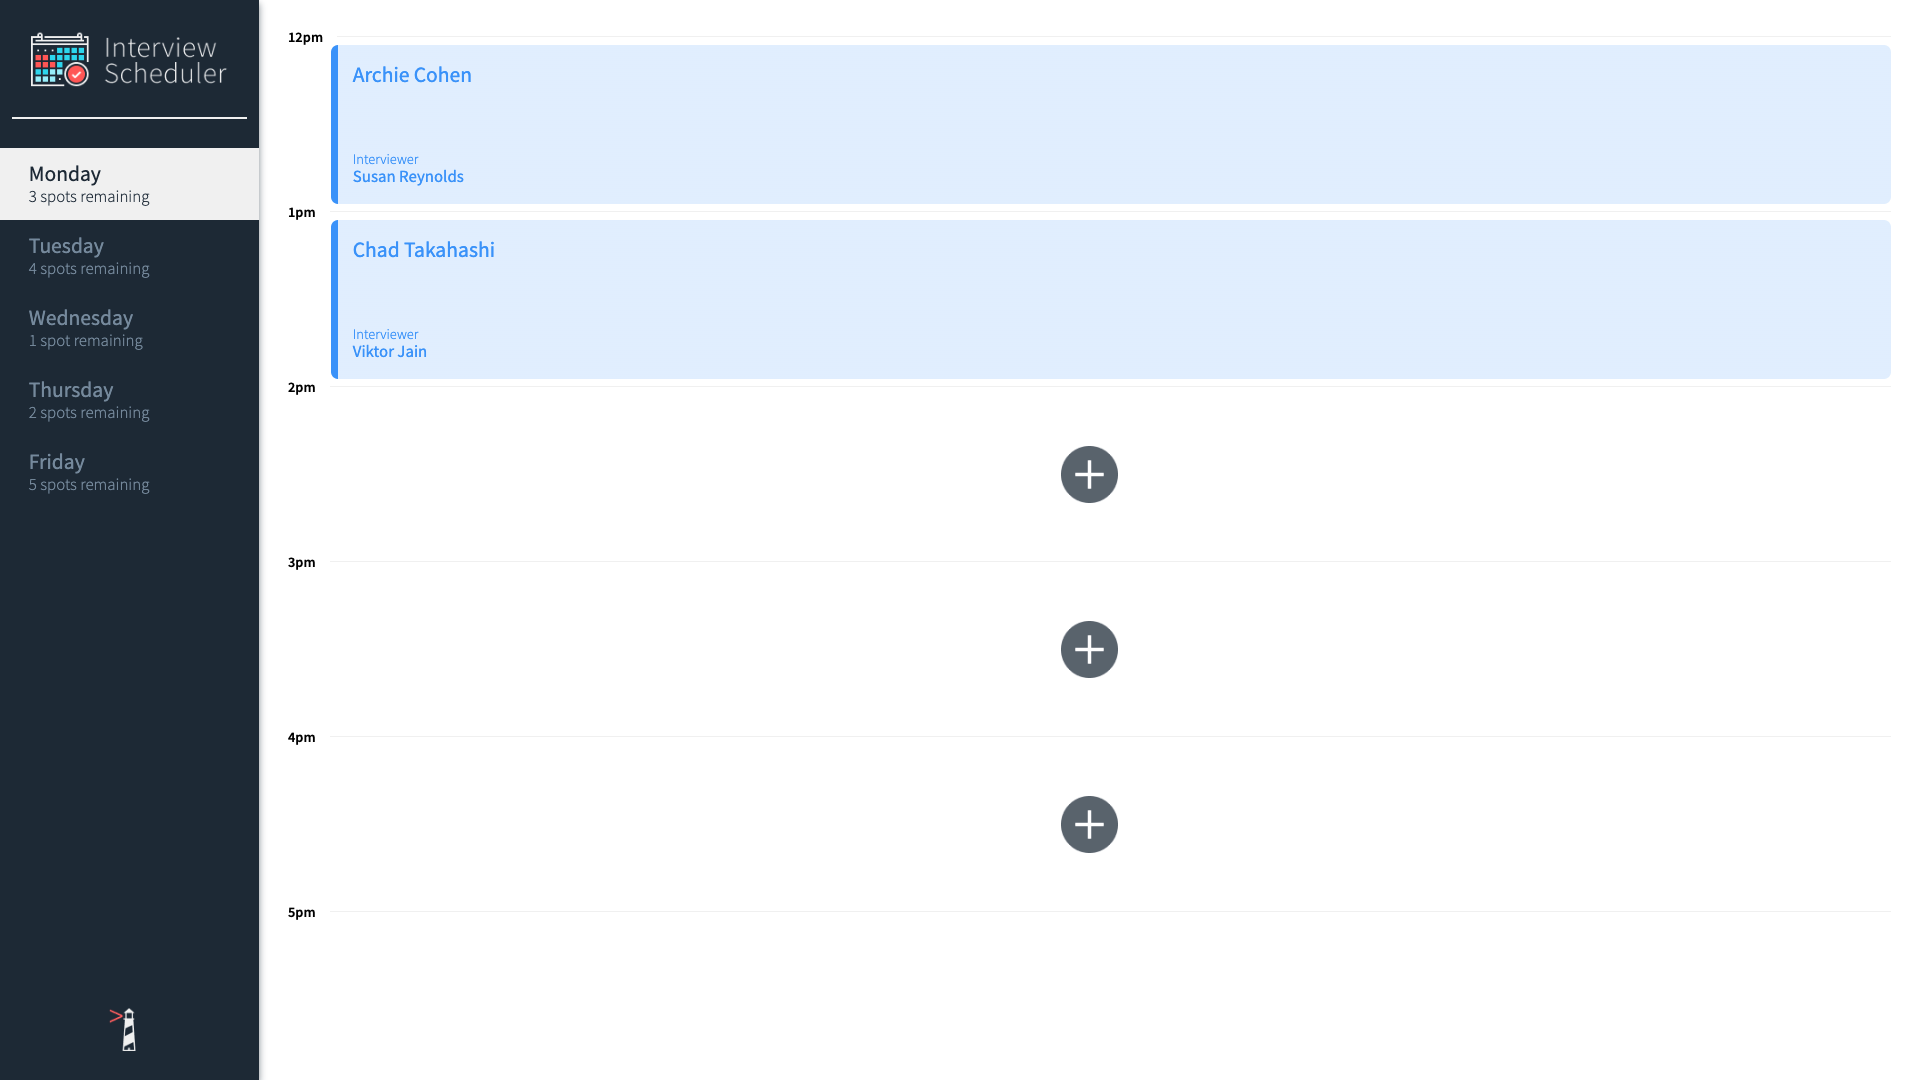 Interview
Scheduler
Monday
3 spots remaining
Tuesday
4 spots remaining
Wednesday
1 spot remaining
Thursday
2 spots remaining
Friday
5 spots remaining
12pm
Archie Cohen
Interviewer
Susan Reynolds
1pm
Chad Takahashi
Interviewer
Viktor Jain
2pm
3pm
4pm
5pm